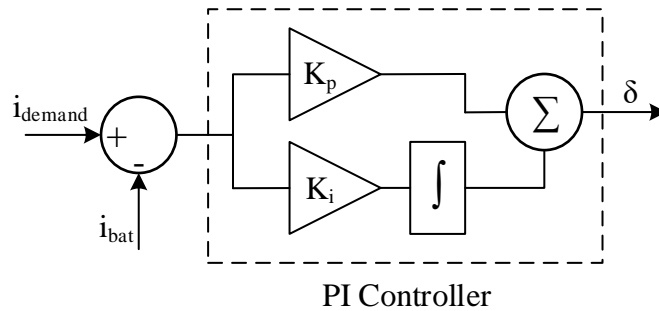 K_p
i_demand
+
-
Σ
δ
K_i
∫
i_bat
PI Controller